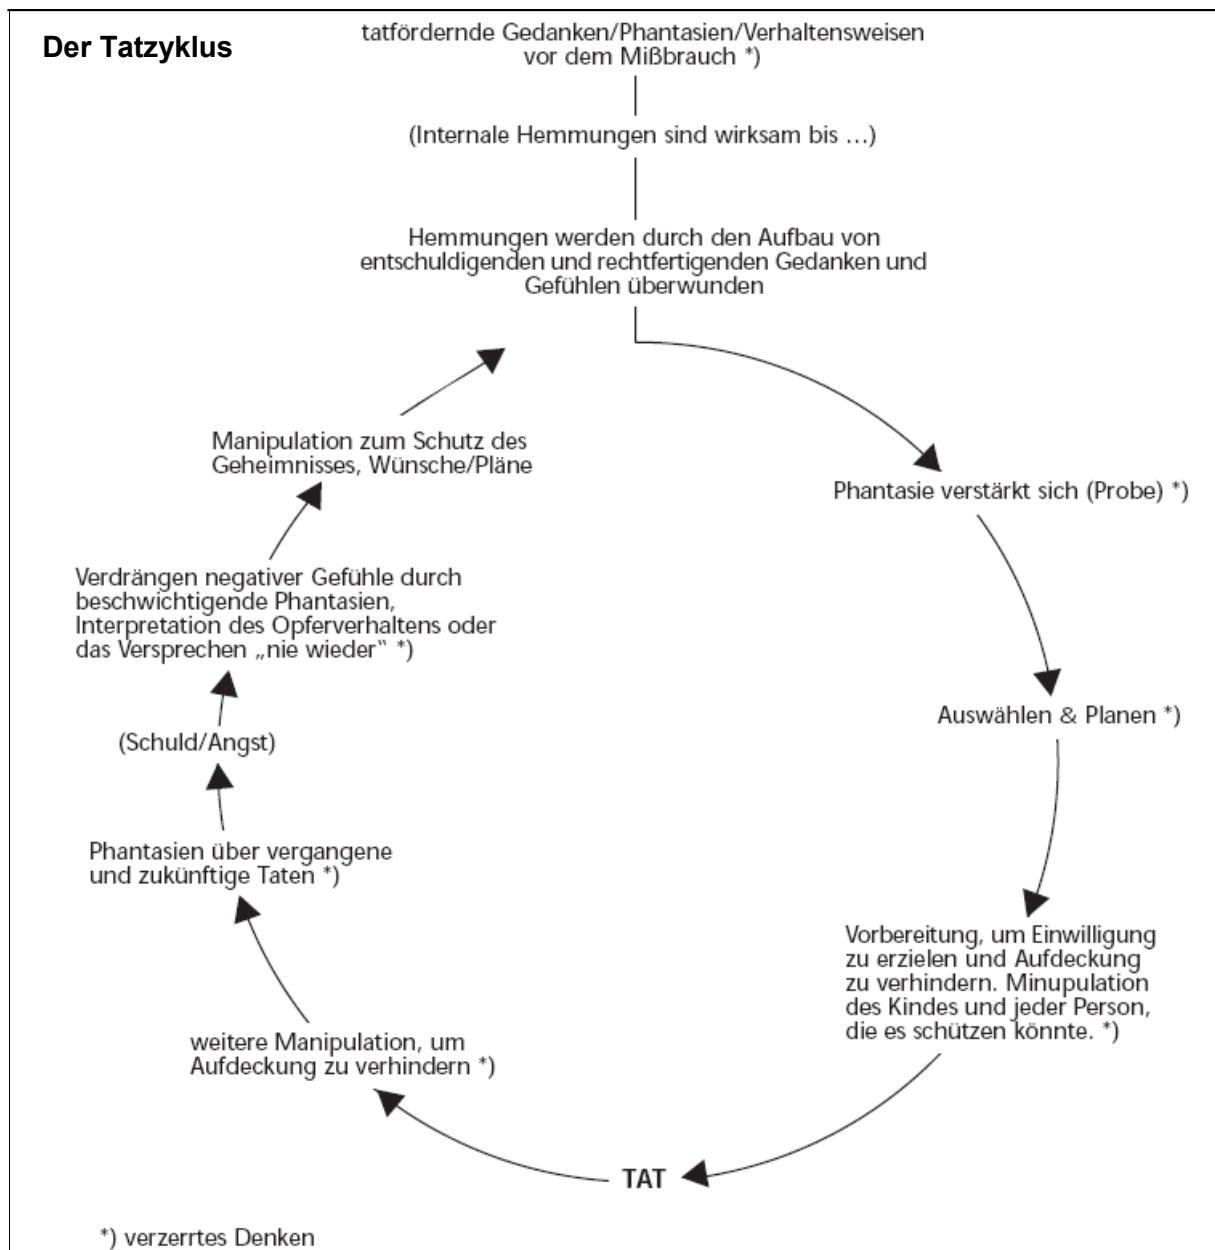 Der Tatzyklus
tatfördernde Gedanken/Phantasien/Verhaltensweisen
vor dem Mißbrauch *)
(Internale Hemmungen sind wirksam bis ...)
Hemmungen werden durch den Aufbau von
entschuldigenden und rechtfertigenden Gedanken und
Gefühlen überwunden
Phantasie verstärkt sich (Probe) *)
Auswählen & Planen *)
Vorbereitung, um Einwilligung
zu erzielen und Aufdeckung
zu verhindern. Minupulation
des Kindes und jeder Person,
die es schützen könnte. *)
TAT
weitere Manipulation, um
Aufdeckung zu verhindern *)
Phantasien über vergangene
und zukünftige Taten *)
(Schuld/Angst)
Verdrängen negativer Gefühle durch
beschwichtigende Phantasien,
Interpretation des Opferverhaltens oder
das Versprechen „nie wieder“ *)
Manipulation zum Schutz des
Geheimnisses, Wünsche/Pläne
*) verzerrtes Denken